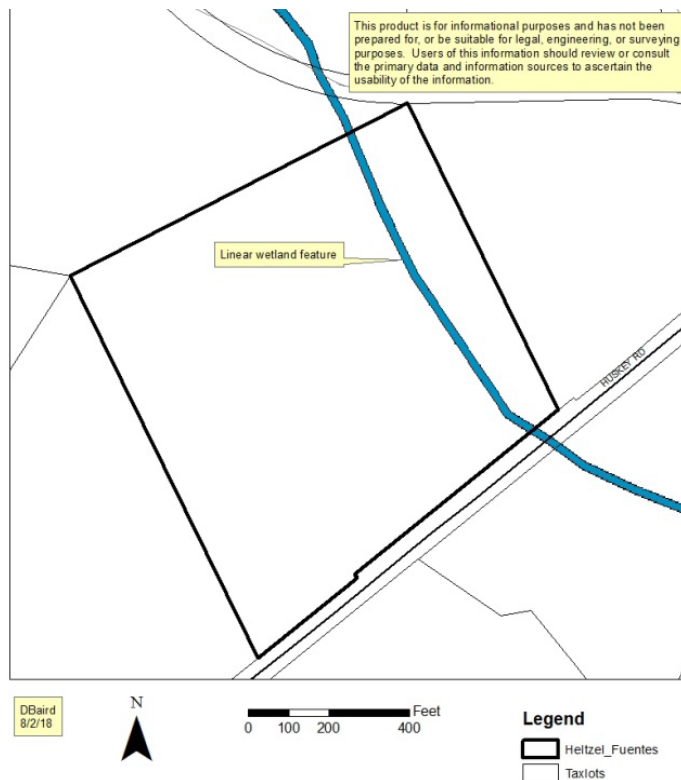 This product is for informational purposes and has not been
prepared for, or be suitable for legal, engineering, or surveying
purposes. Users of this information should review or consult
the primary data and information sources to ascertain the
usability of the information.
Linear wetland feature
HUSKEY RD
DBaird
8/2/18
N
Feet
0 100 200 400
Legend
Heltzel_Fuentes
Taxlots